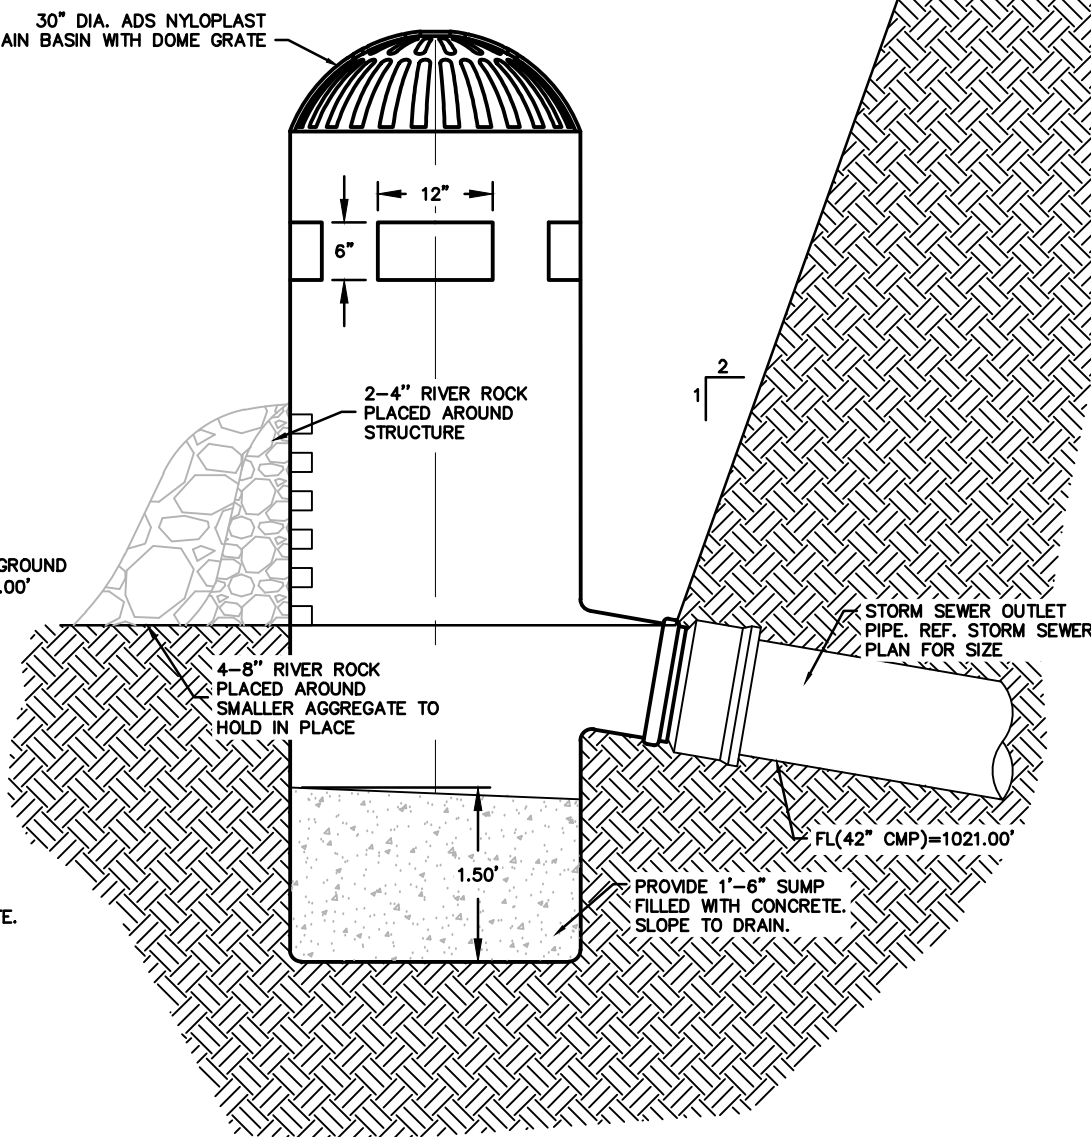 30" DIA. ADS NYLOPLAST
AIN BASIN WITH DOME GRATE
12"
6"
2-4" RIVER ROCK
PLACED AROUND
STRUCTURE
2
1
GROUND
.00'
STORM SEWER OUTLET
PIPE. REF. STORM SEWER
PLAN FOR SIZE
4-8" RIVER ROCK
PLACED AROUND
SMALLER AGGREGATE TO
HOLD IN PLACE
FL(42" CMP)=1021.00'
1.50'
PROVIDE 1'-6" SUMP
FILLED WITH CONCRETE.
SLOPE TO DRAIN.
TE.